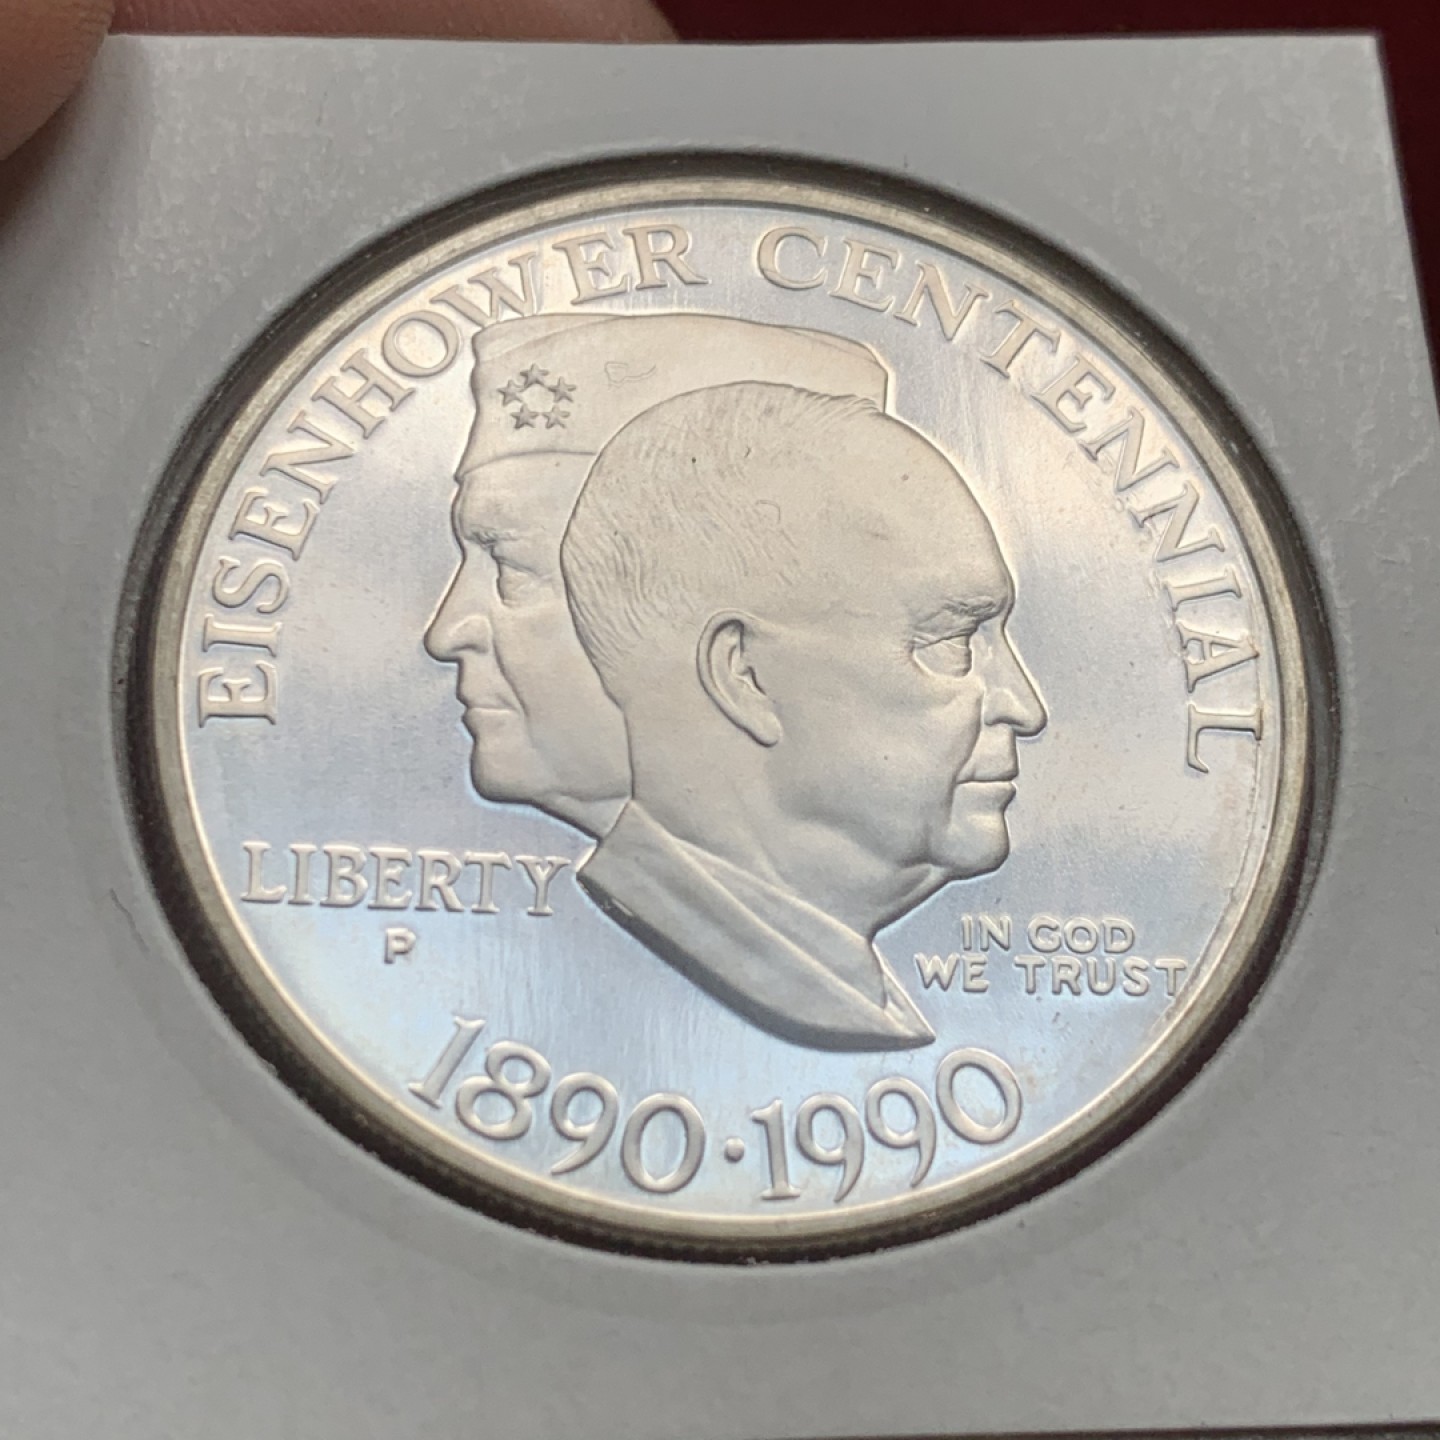 EISENHOWER CENTENNIAL
LIBERTY
P
IN GOD
WE TRUST
1890·1990